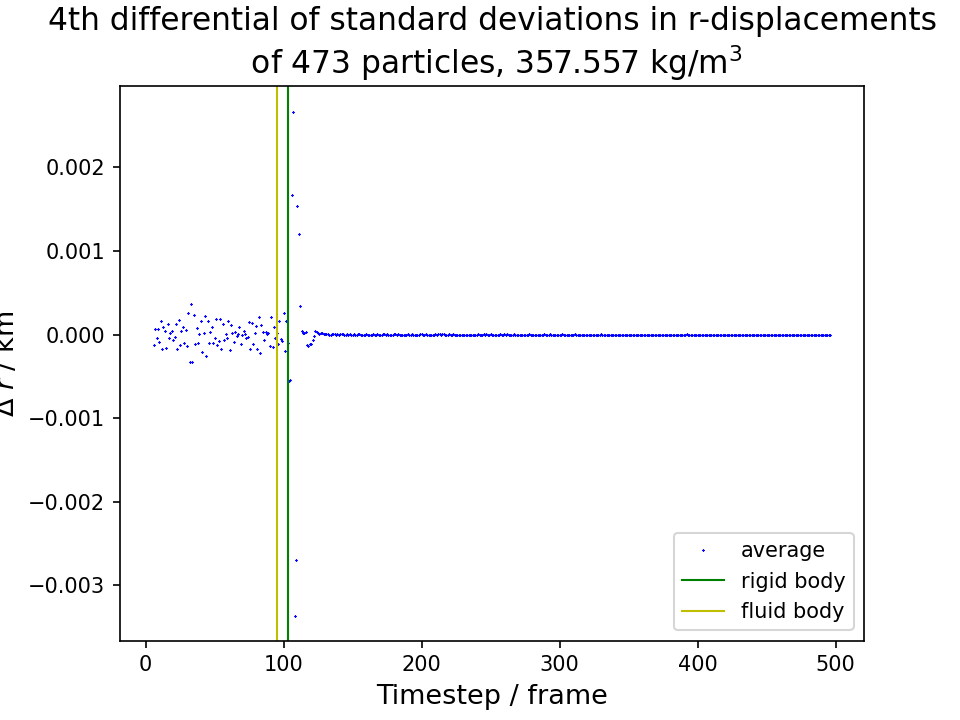 4th differential of standard deviations in r-displacements
of 473 particles, 357.557 kg/m³
Δ r / km
0.002
0.001
0.000
−0.001
−0.002
−0.003
average
rigid body
fluid body
0 100 200 300 400 500
Timestep / frame